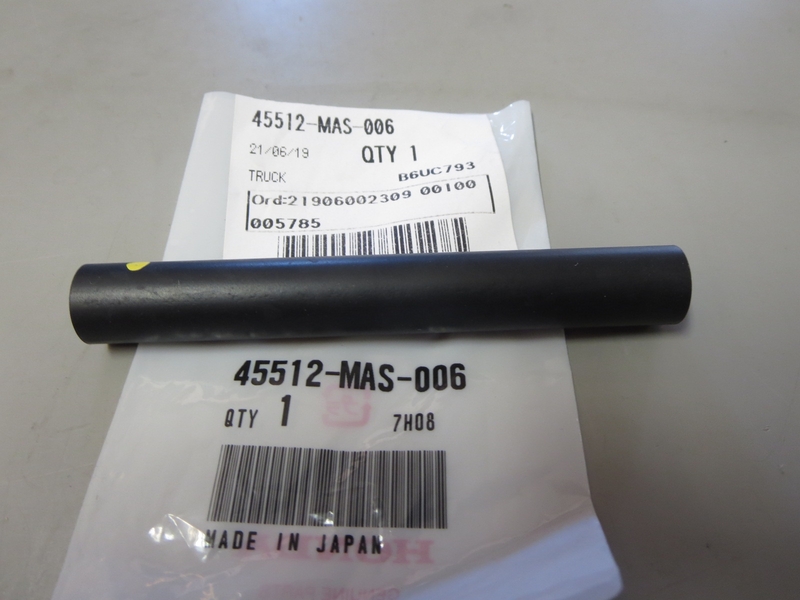 45512-MAS-006
21/06/19 QTY 1
TRUCK B6UC793
Ord:21906002309 00100
005785
45512-MAS-006
QTY 1 7H08
MADE IN JAPAN
HONDA